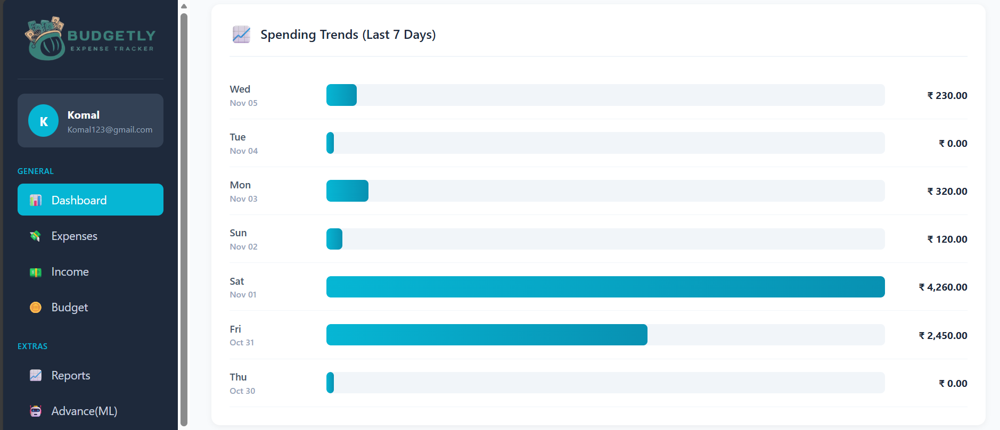 BUDGETLY
EXPENSE TRACKER
K
Komal
Komal123@gmail.com
GENERAL
Dashboard
Expenses
Income
Budget
EXTRAS
Reports
Advance(ML)
Spending Trends (Last 7 Days)
Wed
Nov 05
₹ 230.00
Tue
Nov 04
₹ 0.00
Mon
Nov 03
₹ 320.00
Sun
Nov 02
₹ 120.00
Sat
Nov 01
₹ 4,260.00
Fri
Oct 31
₹ 2,450.00
Thu
Oct 30
₹ 0.00